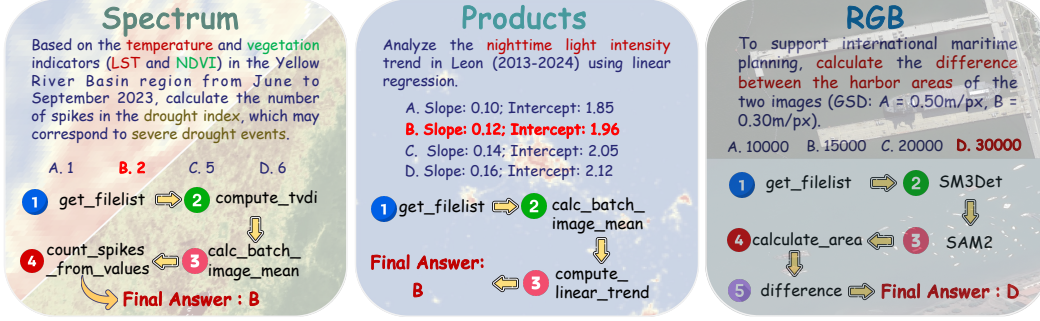 Spectrum
Based on the temperature and vegetation
indicators (LST and NDVI) in the Yellow
River Basin region from June to
September 2023, calculate the number
of spikes in the drought index, which may
correspond to severe drought events.
A. 1 B. 2 C. 5 D. 6
1 get_filelist 2 compute_tvdi
4 count_spikes
_from_values
3 calc_batch_
image_mean
Final Answer : B
Products
Analyze the nighttime light intensity
trend in Leon (2013-2024) using linear
regression.
A. Slope: 0.10; Intercept: 1.85
B. Slope: 0.12; Intercept: 1.96
C. Slope: 0.14; Intercept: 2.05
D. Slope: 0.16; Intercept: 2.12
1 get_filelist 2 calc_batch_
image_mean
Final Answer:
B
3 compute_
linear_trend
RGB
To support international maritime
planning, calculate the difference
between the harbor areas of the
two images (GSD: A = 0.50m/px, B =
0.30m/px).
A. 10000 B. 15000 C. 20000 D. 30000
1 get_filelist 2 SM3Det
4 calculate_area 3 SAM2
5 difference Final Answer : D